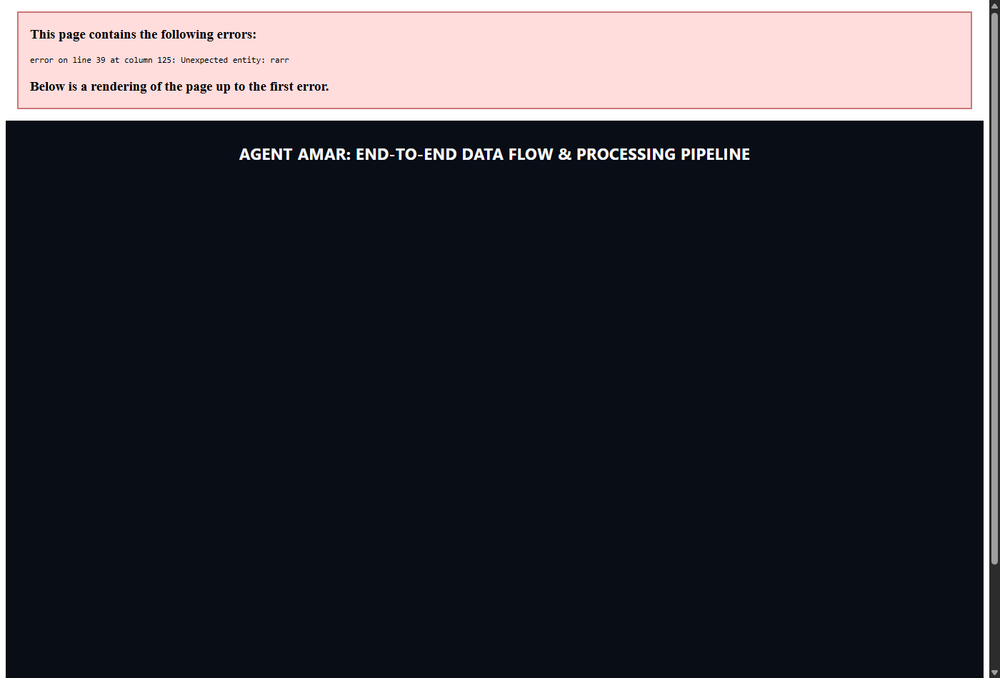 This page contains the following errors:
error on line 39 at column 125: Unexpected entity: rarr
Below is a rendering of the page up to the first error.
AGENT AMAR: END-TO-END DATA FLOW & PROCESSING PIPELINE